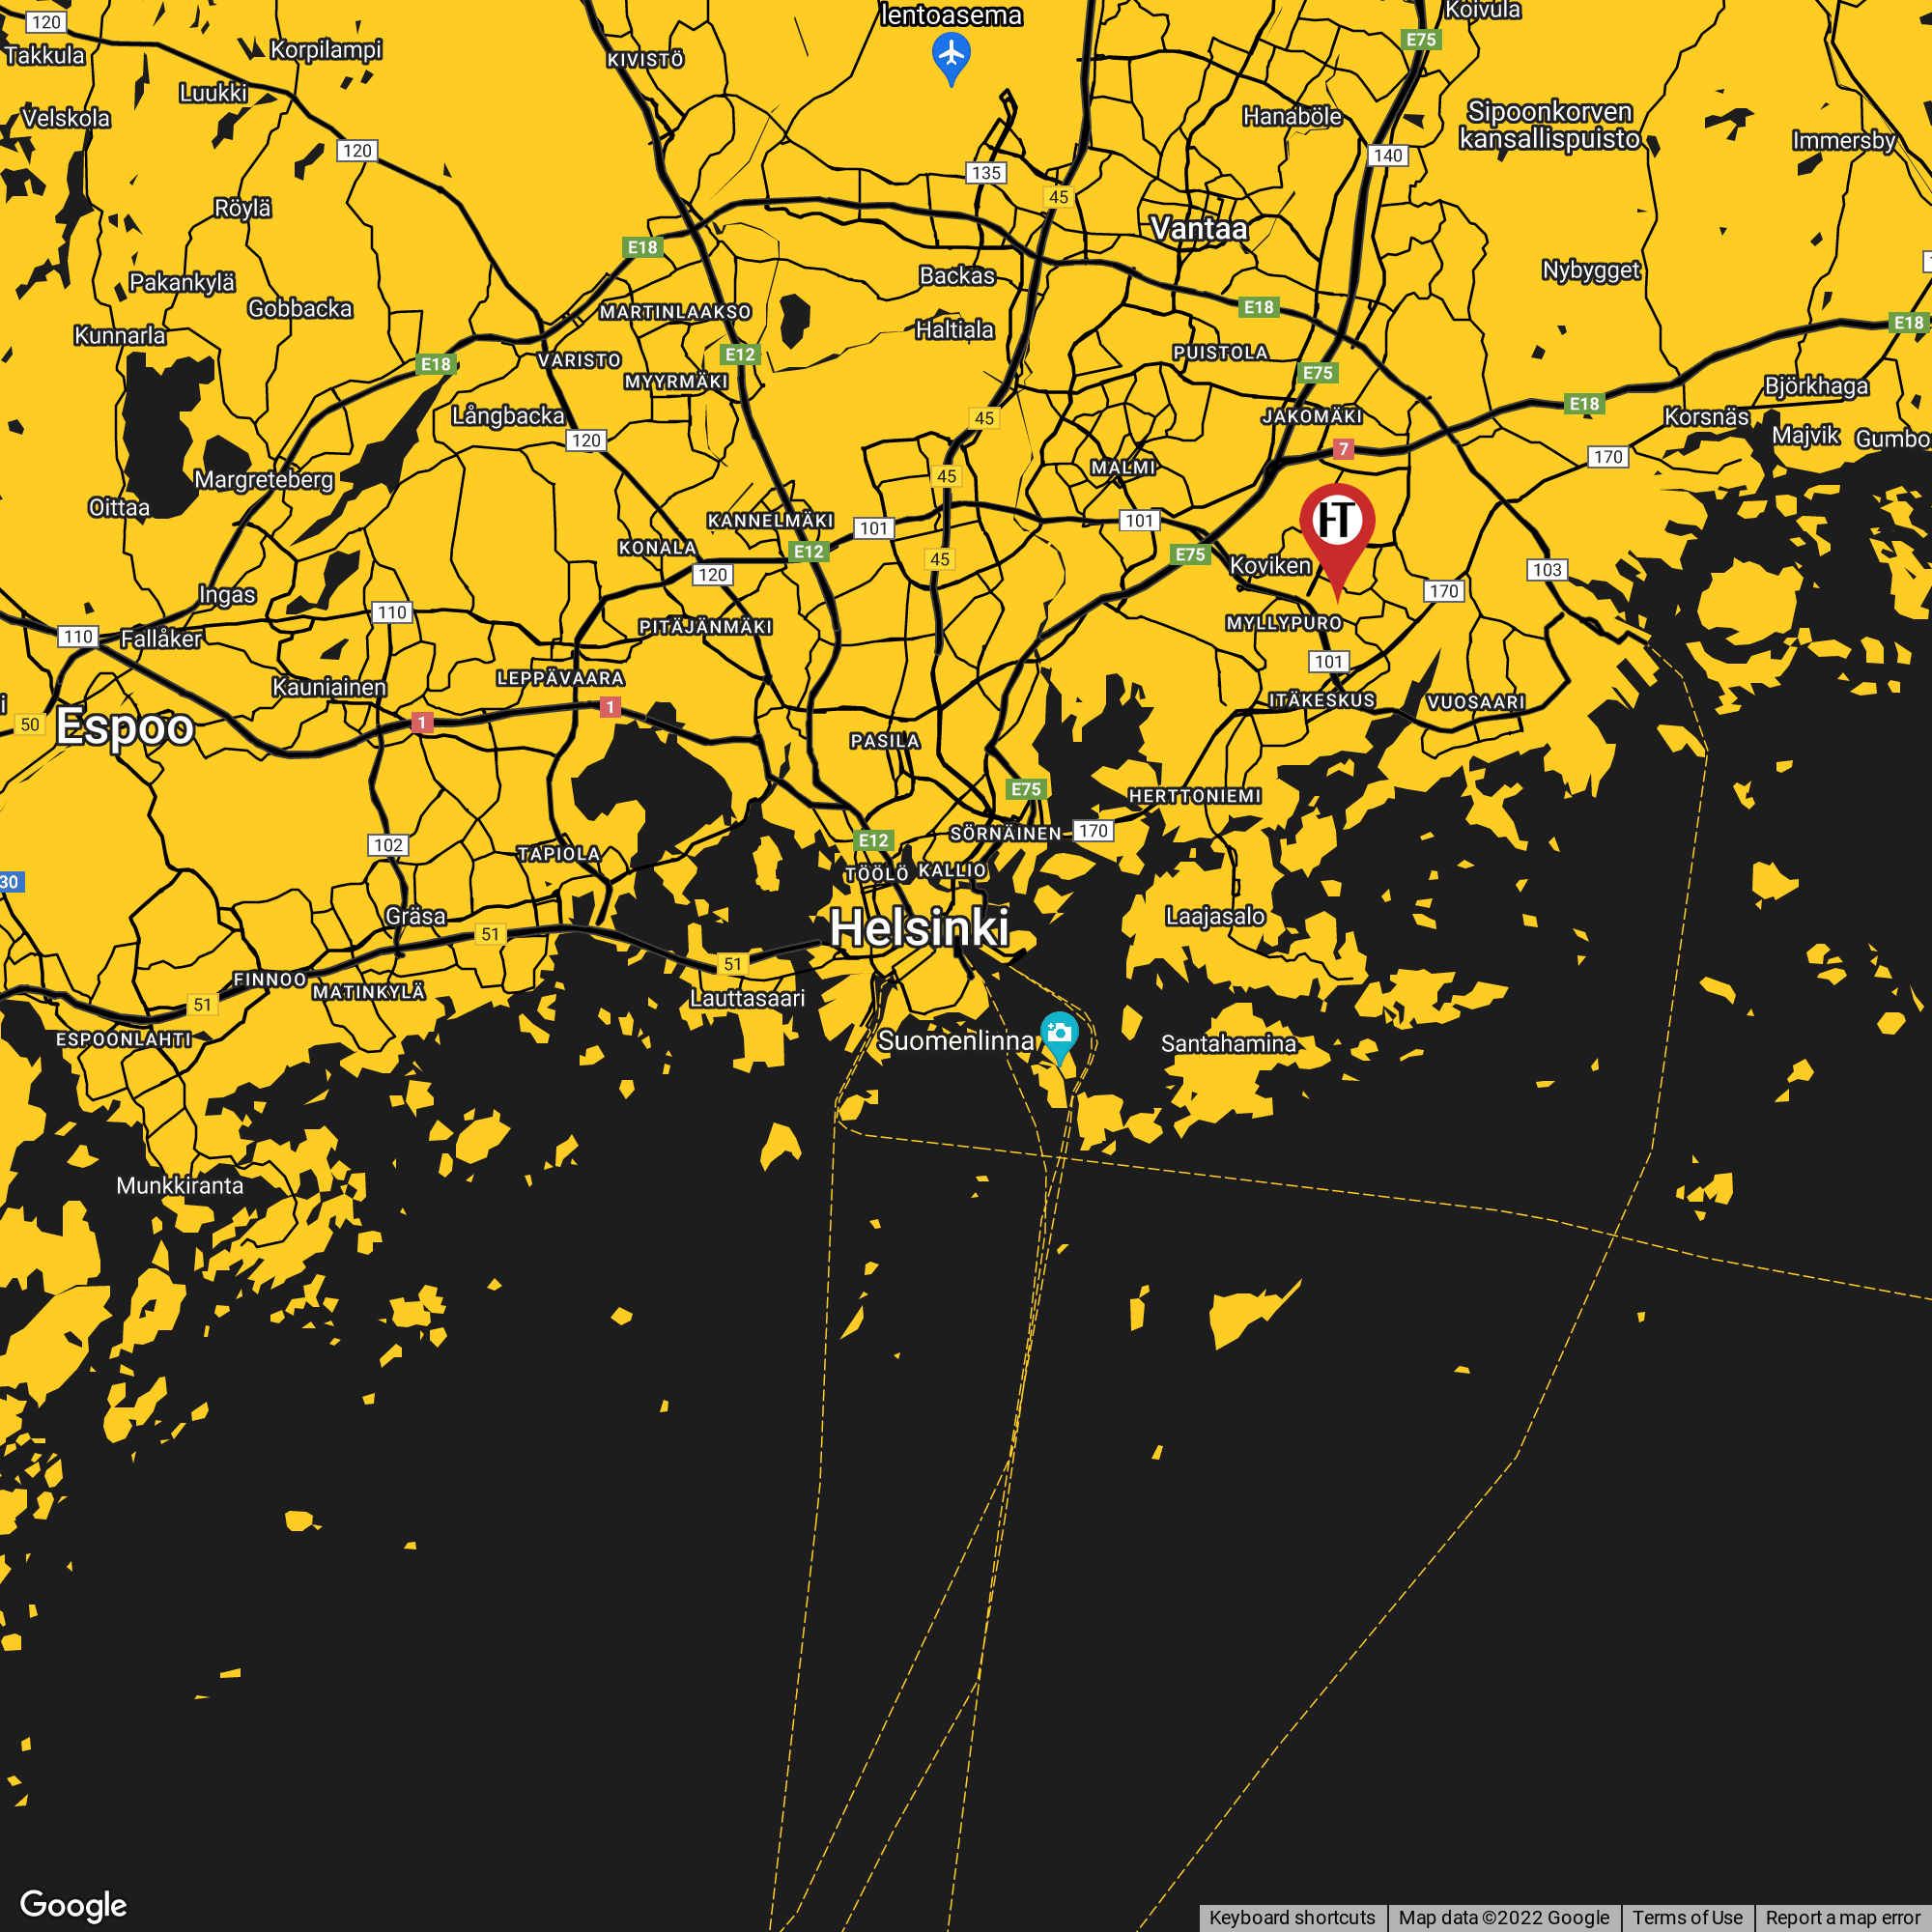 lentoasema
Koivula
120
Takkula
Korpilampi
KIVISTÖ
E75
Luukki
Velskola
Hanaböle
Sipoonkorven
kansallispuisto
Immersby
120
135
140
45
Röylä
Vantaa
E18
Pakankylä
Backas
Nybygget
Gobbacka
MARTINLAAKSO
E18
E18
Kunnarla
Haltiala
VARISTO
E12
PUISTOLA
E18
E75
MYYRMÄKI
Björkhaga
E18
Långbacka
45
JAKOMÄKI
Korsnäs
120
7
Majvik
Gumbo
170
Margreteberg
45
MALMI
Oittaa
KANNELMÄKI
101
101
HT
KONALA
E12
45
E75
Koviken
103
120
170
Ingas
110
110
Fallåker
PITÄJÄNMÄKI
MYLLYPURO
101
LEPPÄVAARA
Kauniainen
ITÄKESKUS
VUOSAARI
i
50
Espoo
1
1
PASILA
E75
HERTTONIEMI
102
E12
SÖRNÄINEN
170
TAPIOLA
TÖÖLÖ
KALLIO
30
Gräsa
Helsinki
Laajasalo
51
51
FINNOO
MATINKYLÄ
Lauttasaari
51
ESPOONLAHTI
Suomenlinna
Santahamina
Munkkiranta
Google
Keyboard shortcuts
Map data ©2022 Google
Terms of Use
Report a map error